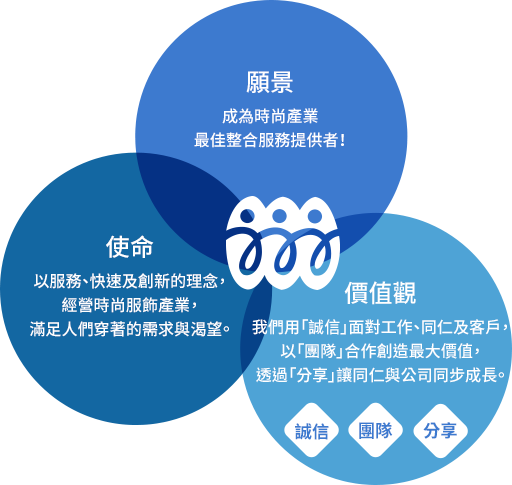 願景
成為時尚產業
最佳整合服務提供者！
使命
以服務、快速及創新的理念，
經營時尚服飾產業，
滿足人們穿著的需求與渴望。
價值觀
我們用「誠信」面對工作、同仁及客戶，
以「團隊」合作創造最大價值，
透過「分享」讓同仁與公司同步成長。
誠信
團隊
分享